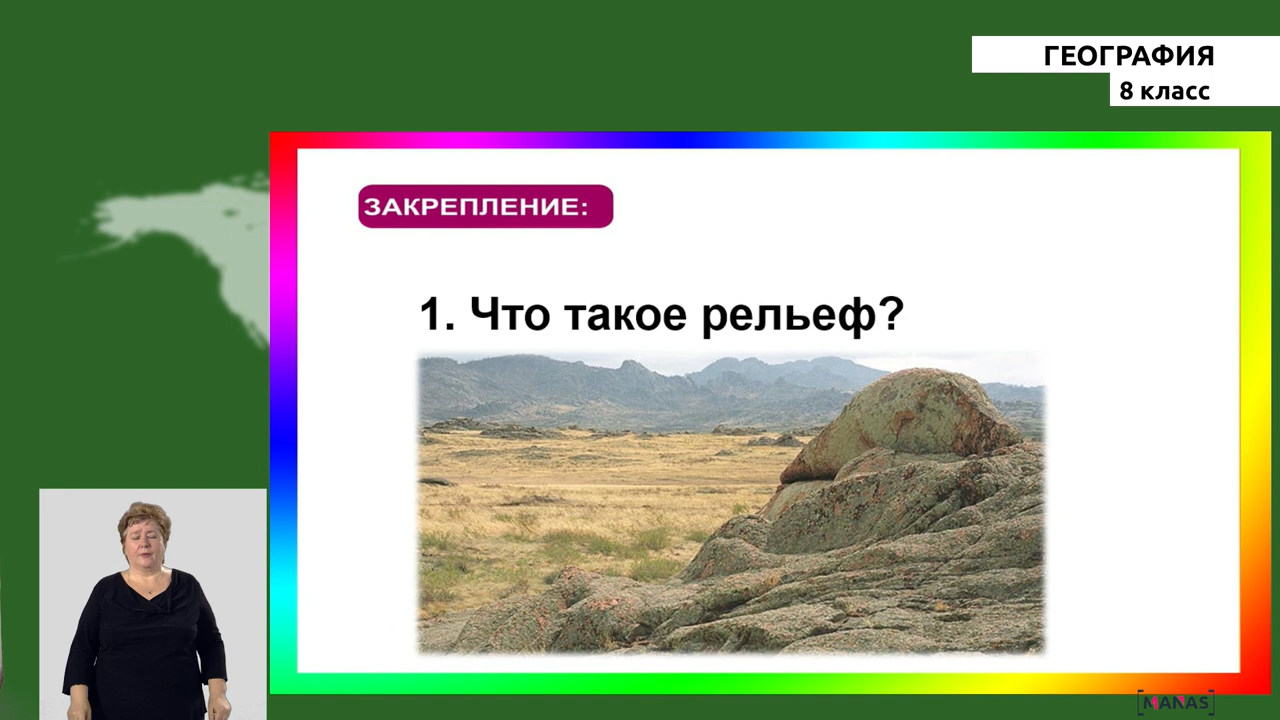 ГЕОГРАФИЯ
8 класс
ЗАКРЕПЛЕНИЕ:
1. Что такое рельеф?
[MANAS]